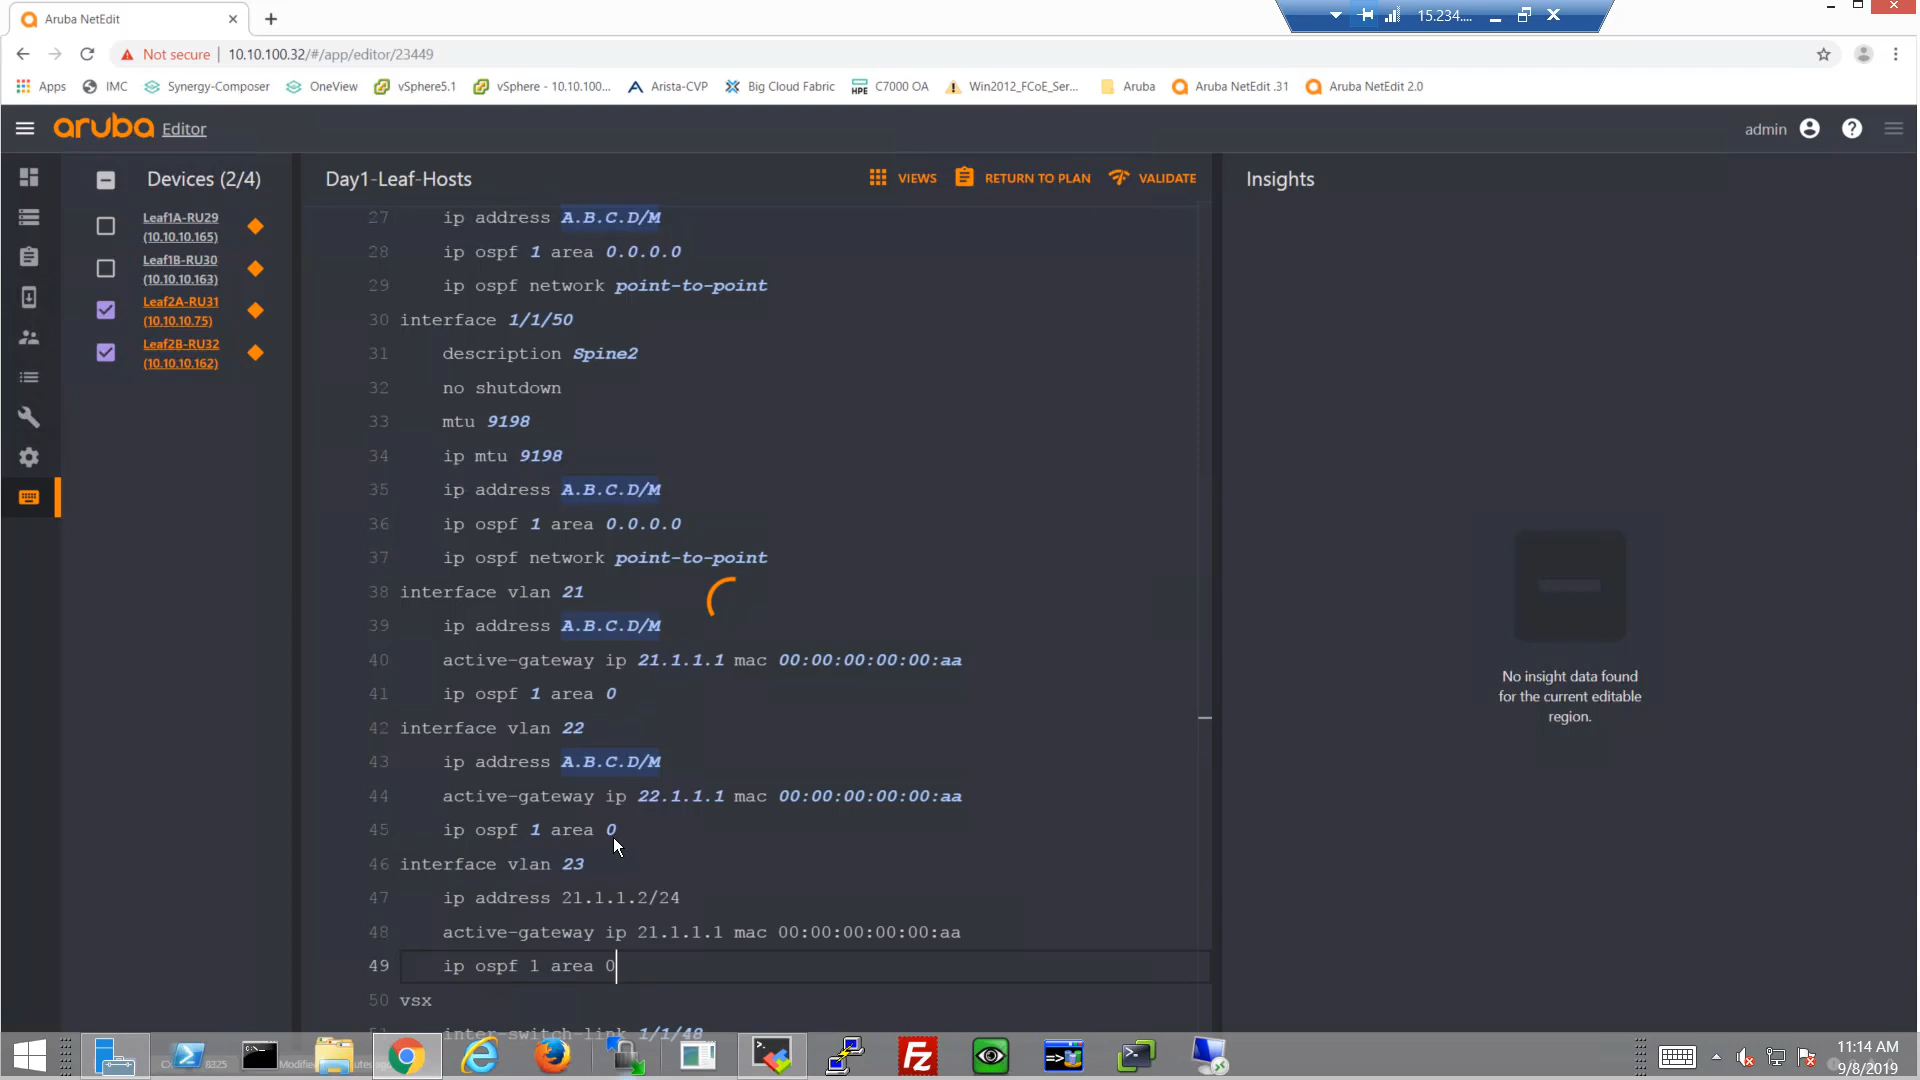 Aruba NetEdit
15.234....
Not secure | 10.10.100.32/#/app/editor/23449
Apps IMC Synergy-Composer OneView vSphere5.1 vSphere - 10.10.100... Arista-CVP Big Cloud Fabric C7000 OA Win2012_FCoE_Ser... Aruba Aruba NetEdit .31 Aruba NetEdit 2.0
aruba Editor admin
Devices (2/4)
Leaf1A-RU29
(10.10.10.165)
Leaf1B-RU30
(10.10.10.163)
Leaf2A-RU31
(10.10.10.75)
Leaf2B-RU32
(10.10.10.162)
Day1-Leaf-Hosts VIEWS RETURN TO PLAN VALIDATE
27 ip address A.B.C.D/M
28 ip ospf 1 area 0.0.0.0
29 ip ospf network point-to-point
30 interface 1/1/50
31 description Spine2
32 no shutdown
33 mtu 9198
34 ip mtu 9198
35 ip address A.B.C.D/M
36 ip ospf 1 area 0.0.0.0
37 ip ospf network point-to-point
38 interface vlan 21
39 ip address A.B.C.D/M
40 active-gateway ip 21.1.1.1 mac 00:00:00:00:00:aa
41 ip ospf 1 area 0
42 interface vlan 22
43 ip address A.B.C.D/M
44 active-gateway ip 22.1.1.1 mac 00:00:00:00:00:aa
45 ip ospf 1 area 0
46 interface vlan 23
47 ip address 21.1.1.2/24
48 active-gateway ip 21.1.1.1 mac 00:00:00:00:00:aa
49 ip ospf 1 area 0
50 vsx
inter-switch-link 1/1/48
Insights
No insight data found
for the current editable
region.
11:14 AM
9/8/2019